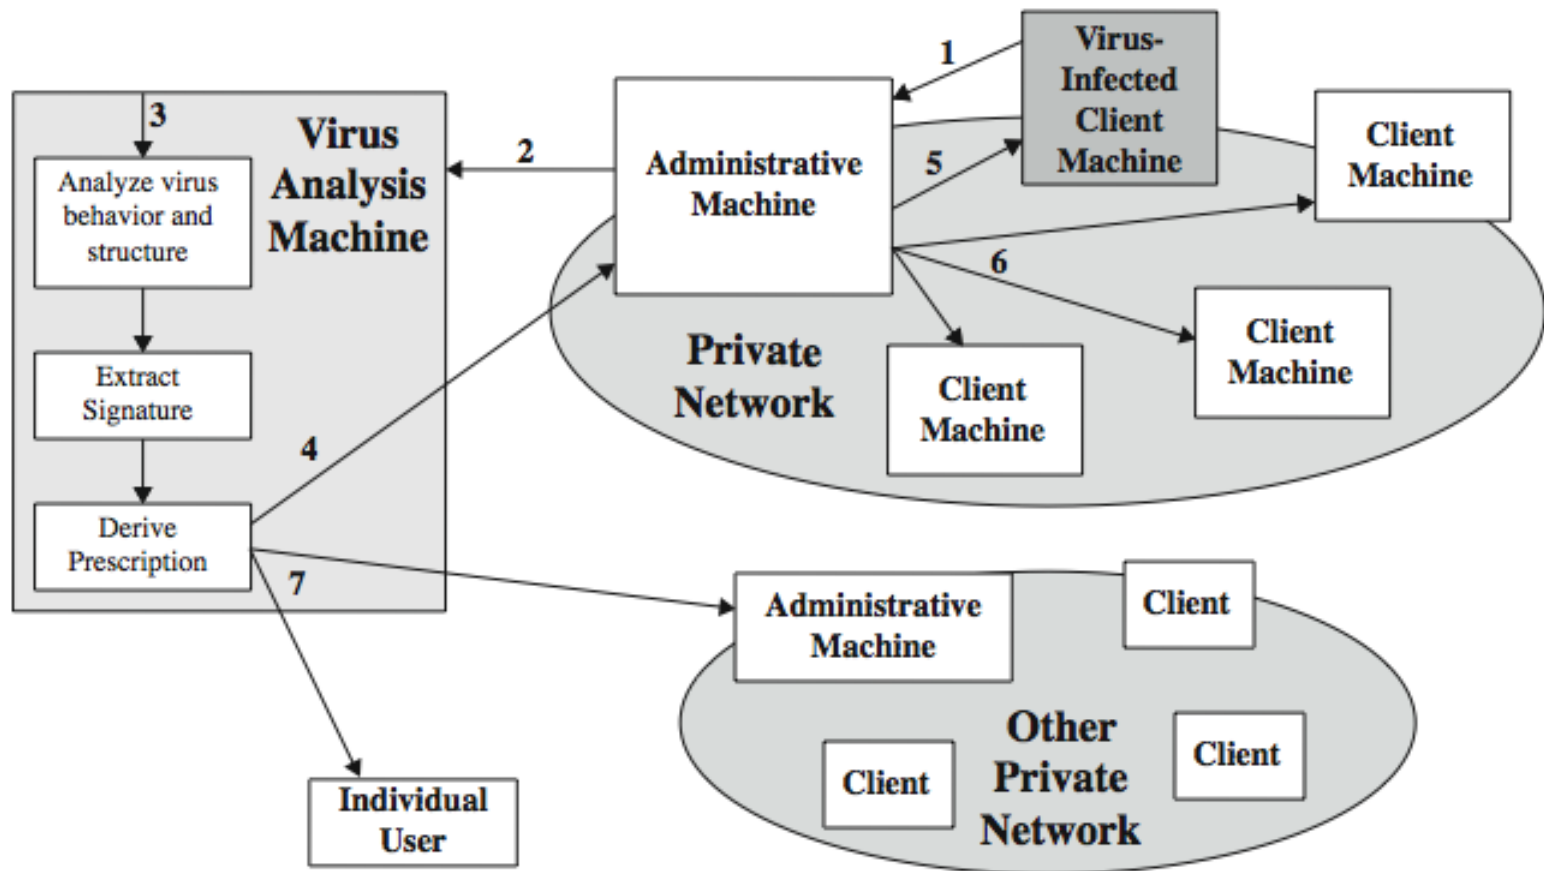 3
Virus
Analysis
Machine
Analyze virus
behavior and
structure
Extract
Signature
Derive
Prescription
2
4
7
Individual
User
1
Virus-
Infected
Client
Machine
Administrative
Machine
5
Client
Machine
6
Client
Machine
Private
Network
Client
Machine
Administrative
Machine
Client
Other
Private
Network
Client
Client